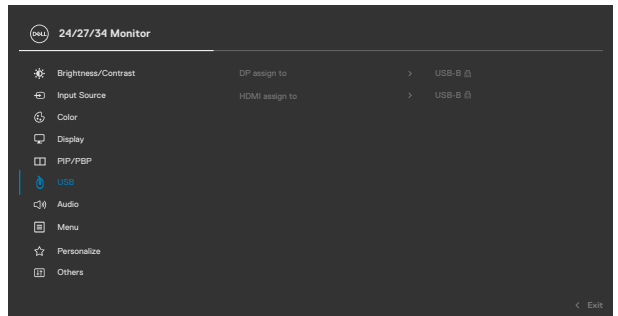 DELL 24/27/34 Monitor
Brightness/Contrast DP assign to > USB-B
Input Source HDMI assign to > USB-B
Color
Display
PIP/PBP
USB
Audio
Menu
Personalize
Others
< Exit